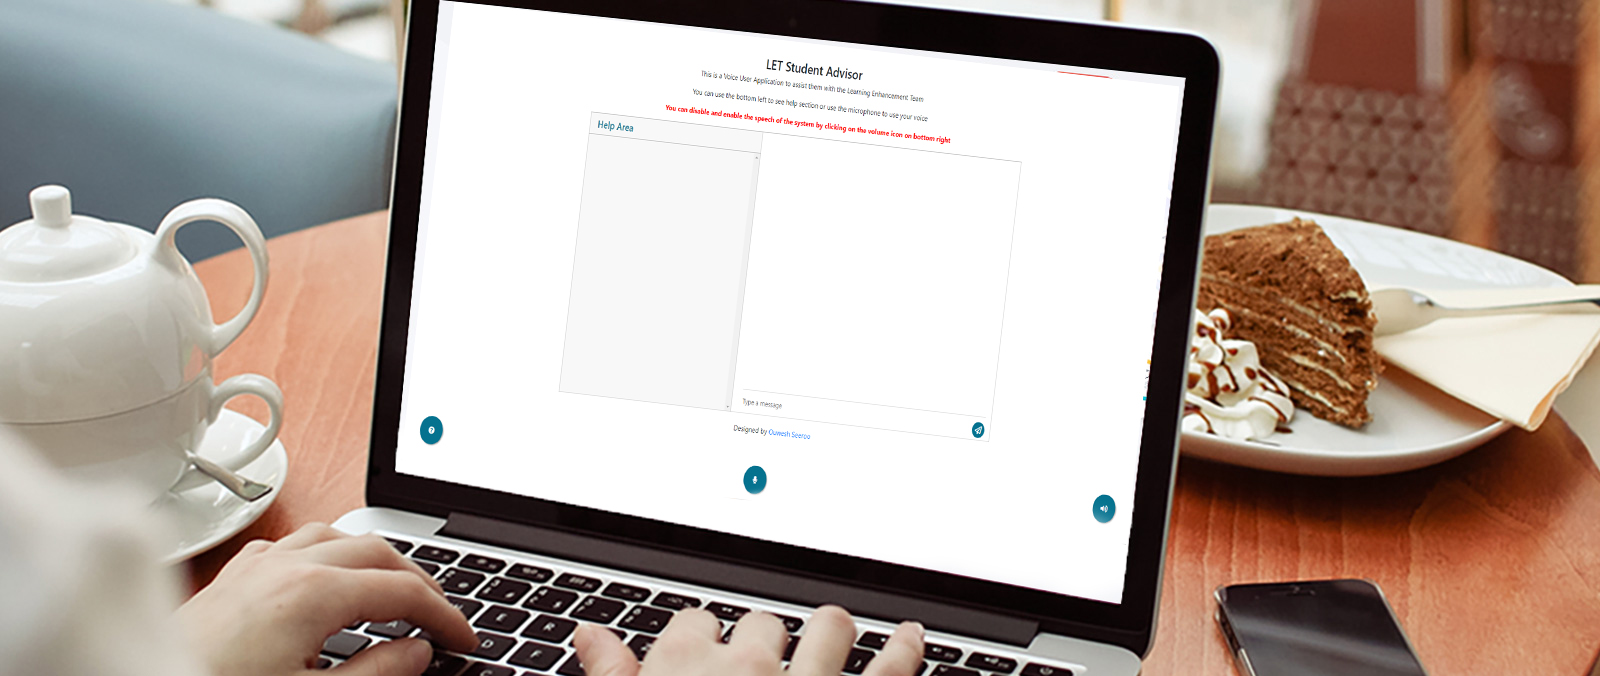 LET Student Advisor
This is a Voice User Application to assist them with the Learning Enhancement Team
You can use the bottom left to see help section or use the microphone to use your voice
You can disable and enable the speech of the system by clicking on the volume icon on bottom right
Help Area
Type a message
Designed by Ouwesh Seeroo
E
R
D
F
C